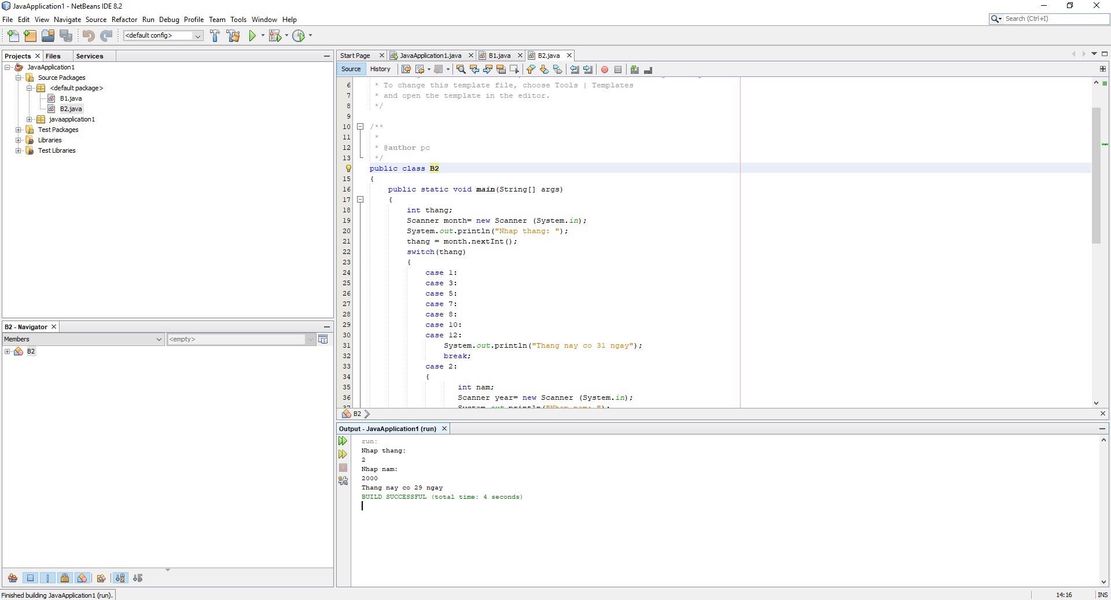 JavaApplication1 - NetBeans IDE 8.2
File Edit View Navigate Source Refactor Run Debug Profile Team Tools Window Help
<default config>
Search (Ctrl+I)
Projects Files Services
JavaApplication1
Source Packages
<default package>
B1.java
B2.java
javaapplication1
Test Packages
Libraries
Test Libraries
B2 - Navigator
Members <empty>
B2
Start Page JavaApplication1.java B1.java B2.java
Source History
6 * To change this template file, choose Tools | Templates
7 * and open the template in the editor.
8 */
9
10 /**
11 *
12 * @author pc
13 */
public class B2
15 {
16 public static void main(String[] args)
17 {
18 int thang;
19 Scanner month= new Scanner (System.in);
20 System.out.println("Nhap thang: ");
21 thang = month.nextInt();
22 switch(thang)
23 {
24 case 1:
25 case 3:
26 case 5:
27 case 7:
28 case 8:
29 case 10:
30 case 12:
31 System.out.println("Thang nay co 31 ngay");
32 break;
33 case 2:
34 {
35 int nam;
36 Scanner year= new Scanner (System.in);
B2
Output - JavaApplication1 (run)
run:
Nhap thang:
2
Nhap nam:
2000
Thang nay co 29 ngay
BUILD SUCCESSFUL (total time: 4 seconds)
Finished building JavaApplication1 (run).
14:16 INS